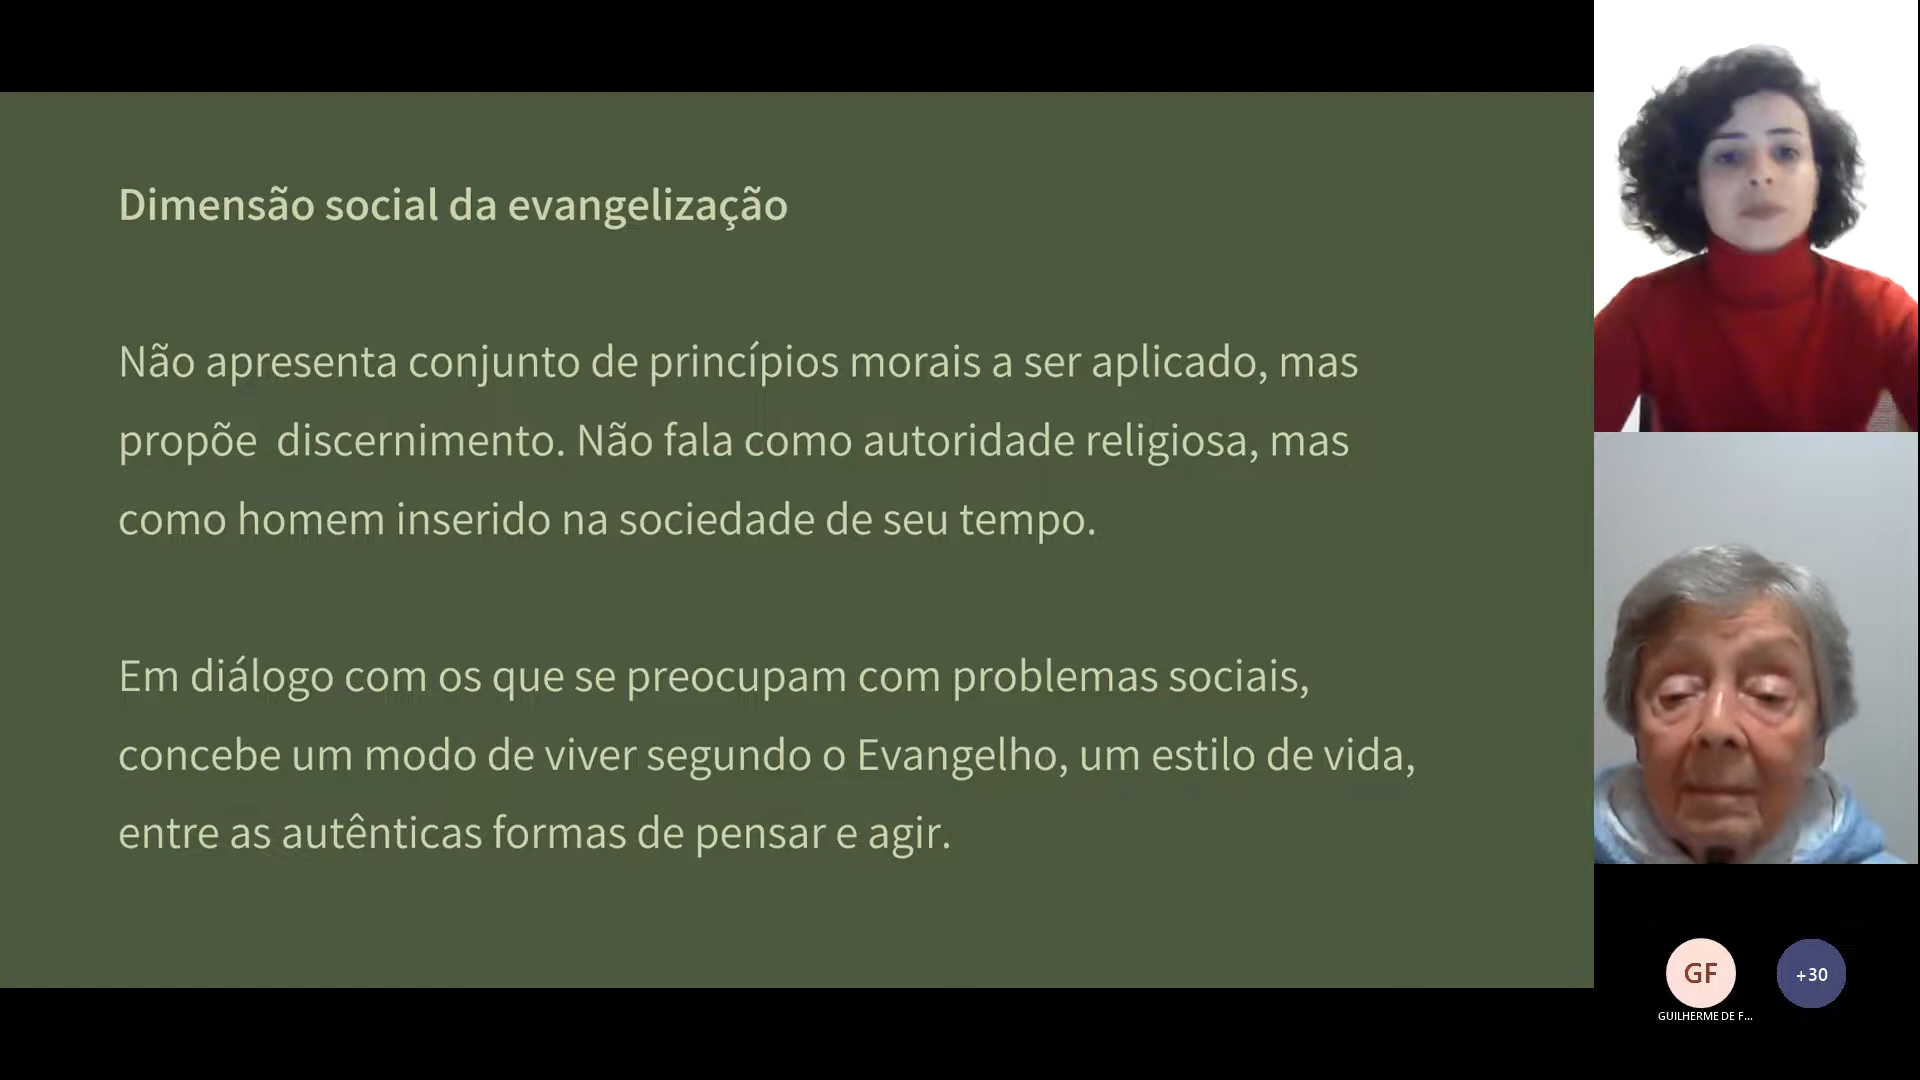 Dimensão social da evangelização
Não apresenta conjunto de princípios morais a ser aplicado, mas
propõe  discernimento. Não fala como autoridade religiosa, mas
como homem inserido na sociedade de seu tempo.
Em diálogo com os que se preocupam com problemas sociais,
concebe um modo de viver segundo o Evangelho, um estilo de vida,
entre as autênticas formas de pensar e agir.
GF
+30
GUILHERME DE F...